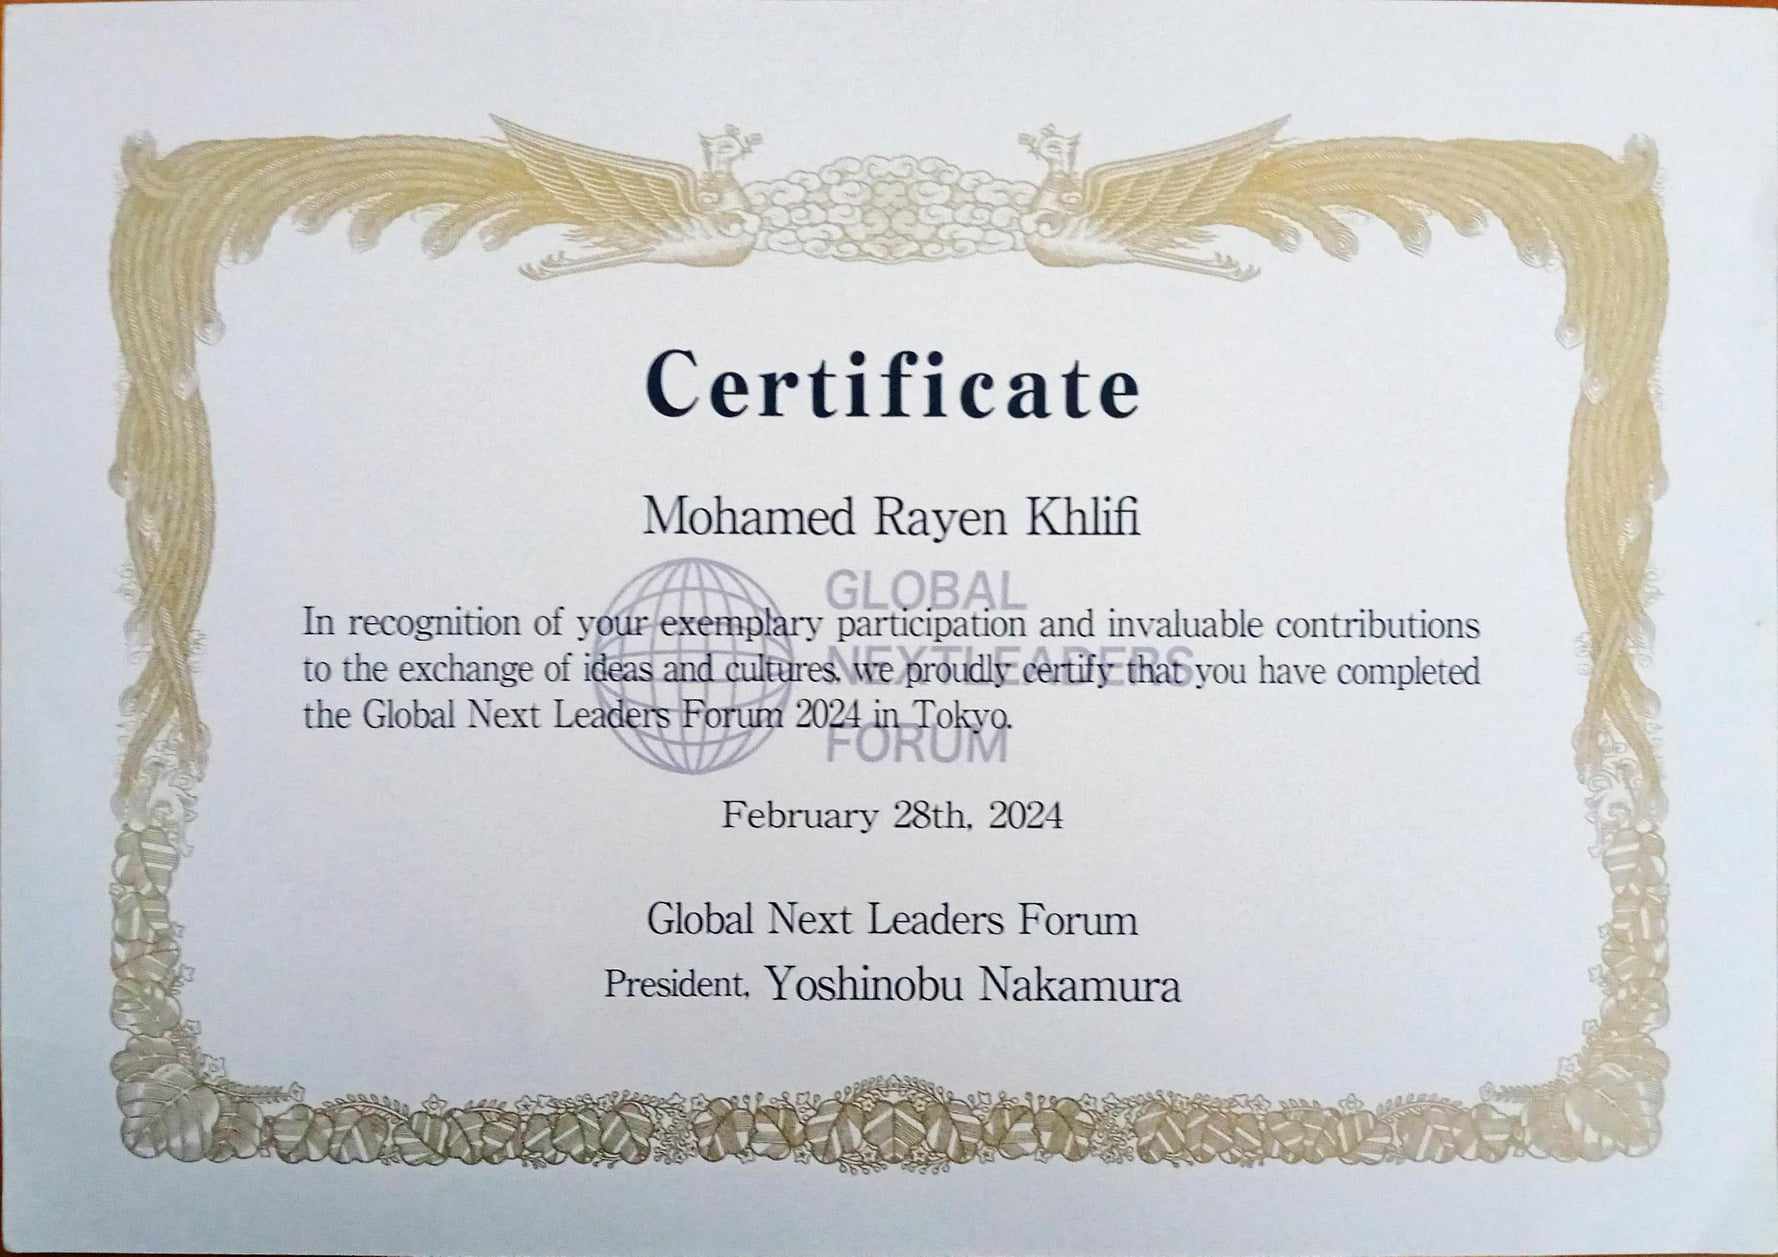 Certificate
Mohamed Rayen Khlifi
GLOBAL
NEXTLEADERS
FORUM
In recognition of your exemplary participation and invaluable contributions
to the exchange of ideas and cultures, we proudly certify that you have completed
the Global Next Leaders Forum 2024 in Tokyo.
February 28th, 2024
Global Next Leaders Forum
President, Yoshinobu Nakamura